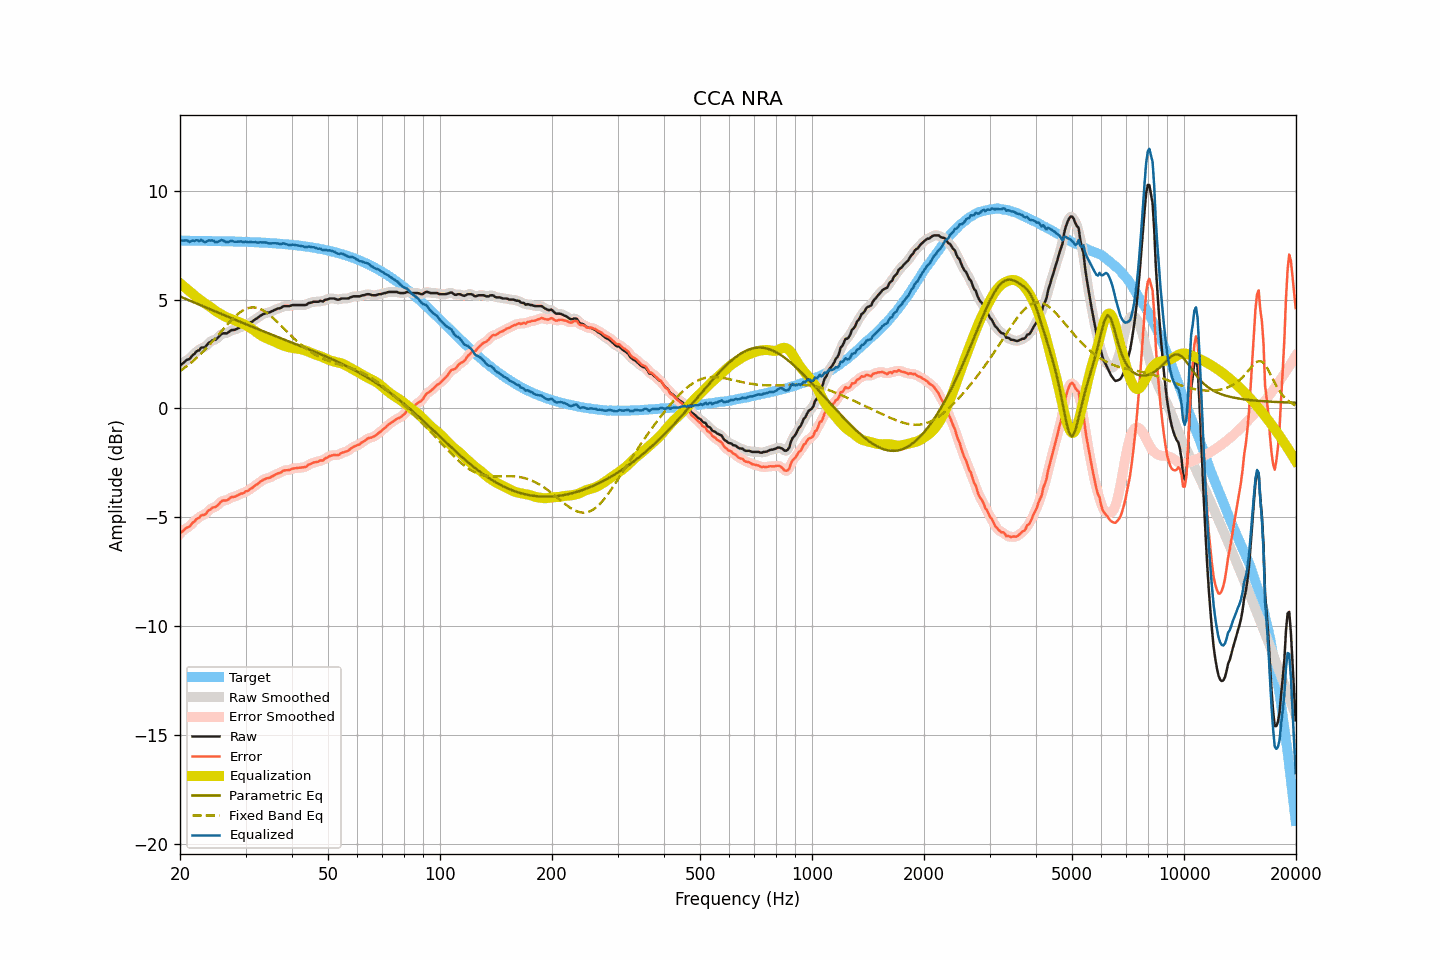 CCA NRA
10
5
0
−5
−10
−15
−20
Amplitude (dBr)
Target
Raw Smoothed
Error Smoothed
Raw
Error
Equalization
Parametric Eq
Fixed Band Eq
Equalized
20 50 100 200 500 1000 2000 5000 10000 20000
Frequency (Hz)